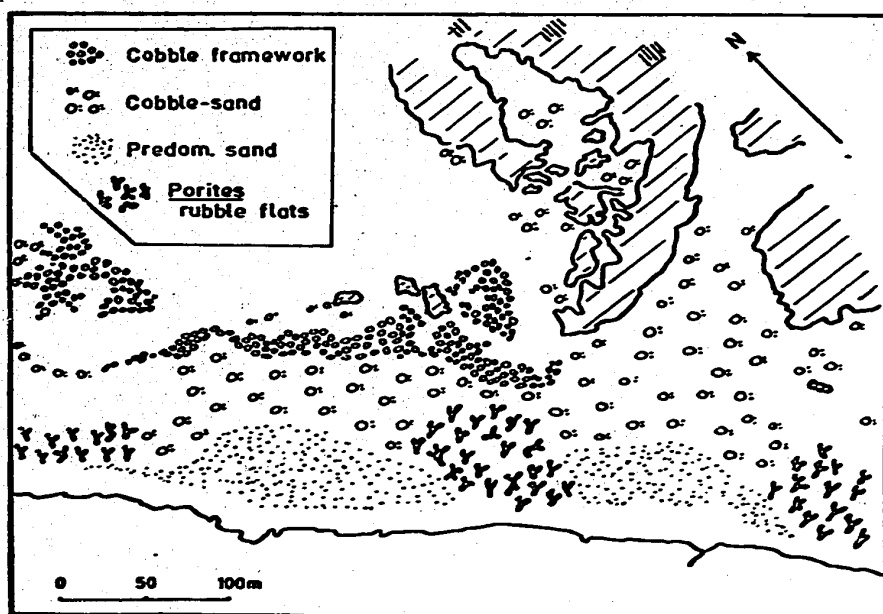 Cobble framework
Cobble-sand
Predom. sand
Porites
rubble flats
N
0 50 100m